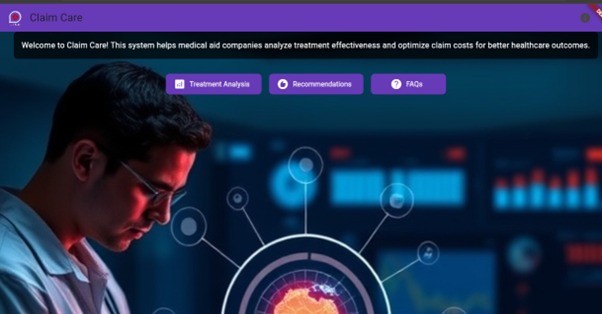 Claim Care
Welcome to Claim Care! This system helps medical aid companies analyze treatment effectiveness and optimize claim costs for better healthcare outcomes.
Treatment Analysis
Recommendations
? FAQs